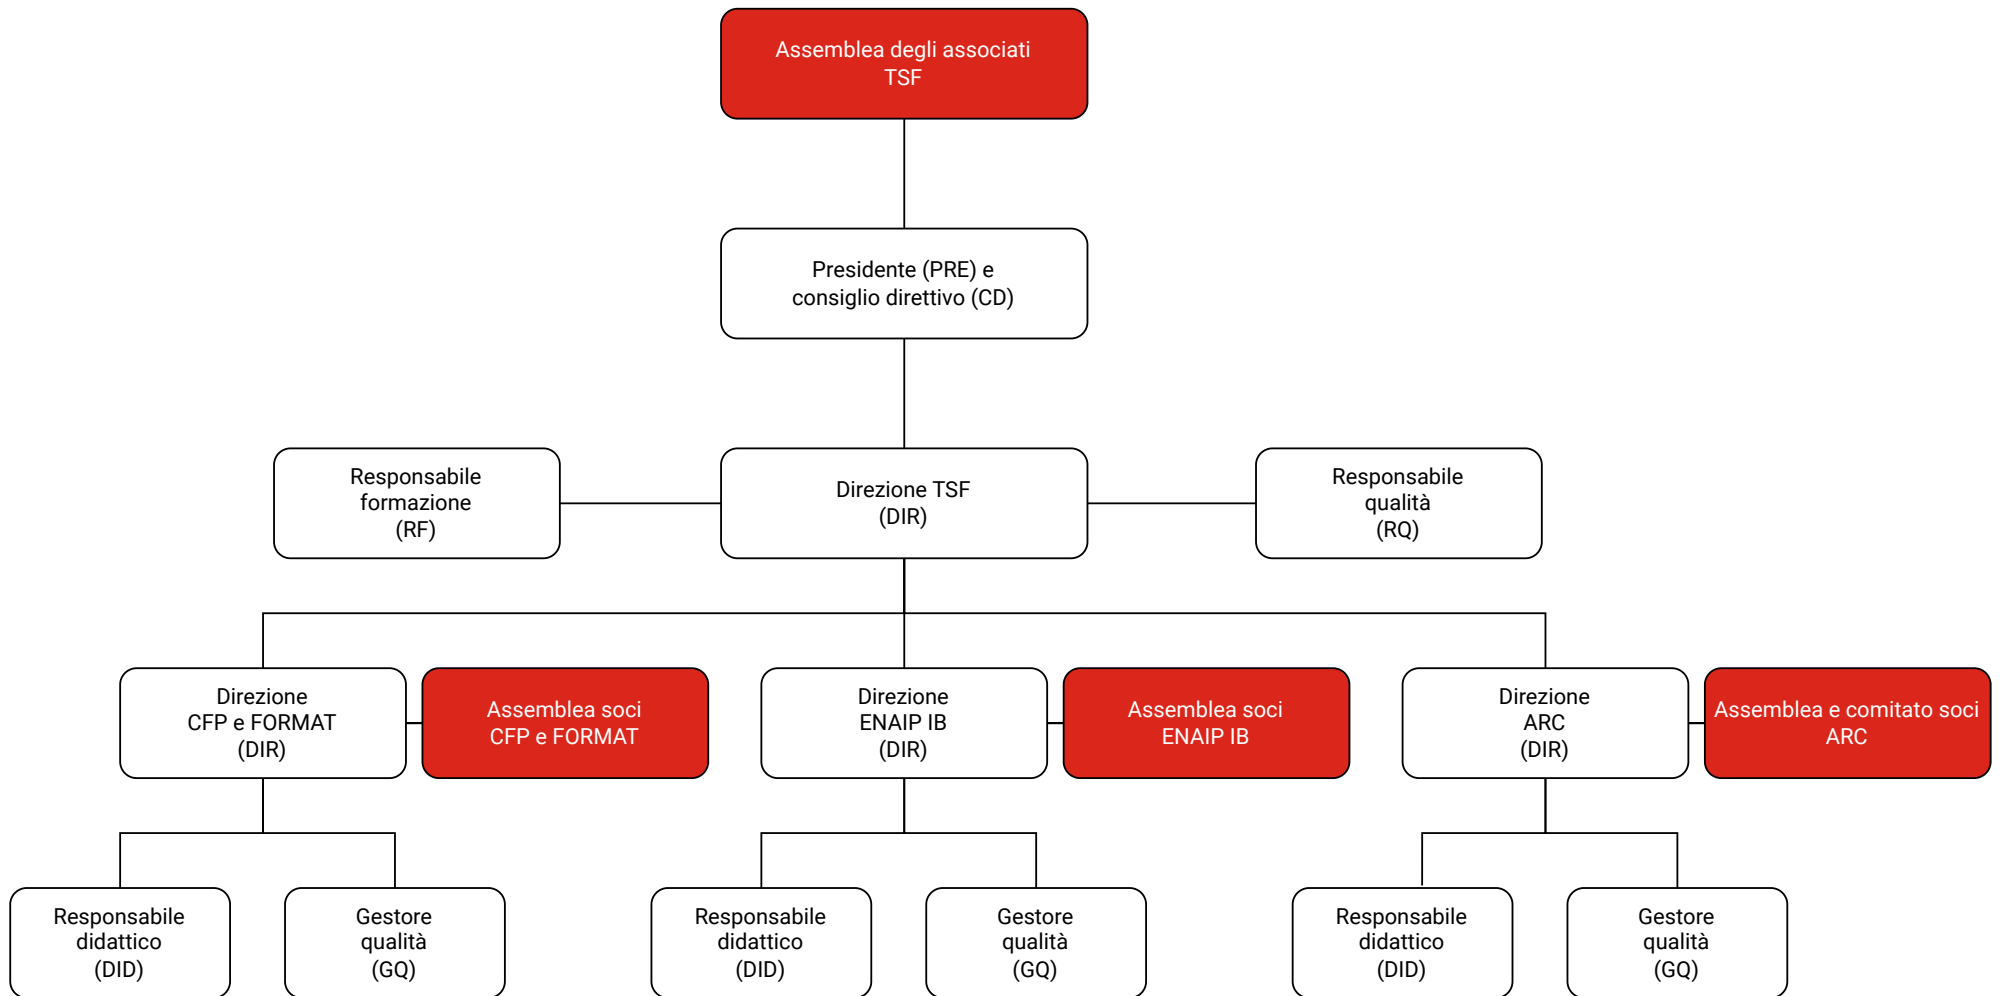 Assemblea degli associati
TSF
Presidente (PRE) e
consiglio direttivo (CD)
Responsabile
formazione
(RF)
Direzione TSF
(DIR)
Responsabile
qualità
(RQ)
Direzione
CFP e FORMAT
(DIR)
Assemblea soci
CFP e FORMAT
Direzione
ENAIP IB
(DIR)
Assemblea soci
ENAIP IB
Direzione
ARC
(DIR)
Assemblea e comitato soci
ARC
Responsabile
didattico
(DID)
Gestore
qualità
(GQ)
Responsabile
didattico
(DID)
Gestore
qualità
(GQ)
Responsabile
didattico
(DID)
Gestore
qualità
(GQ)